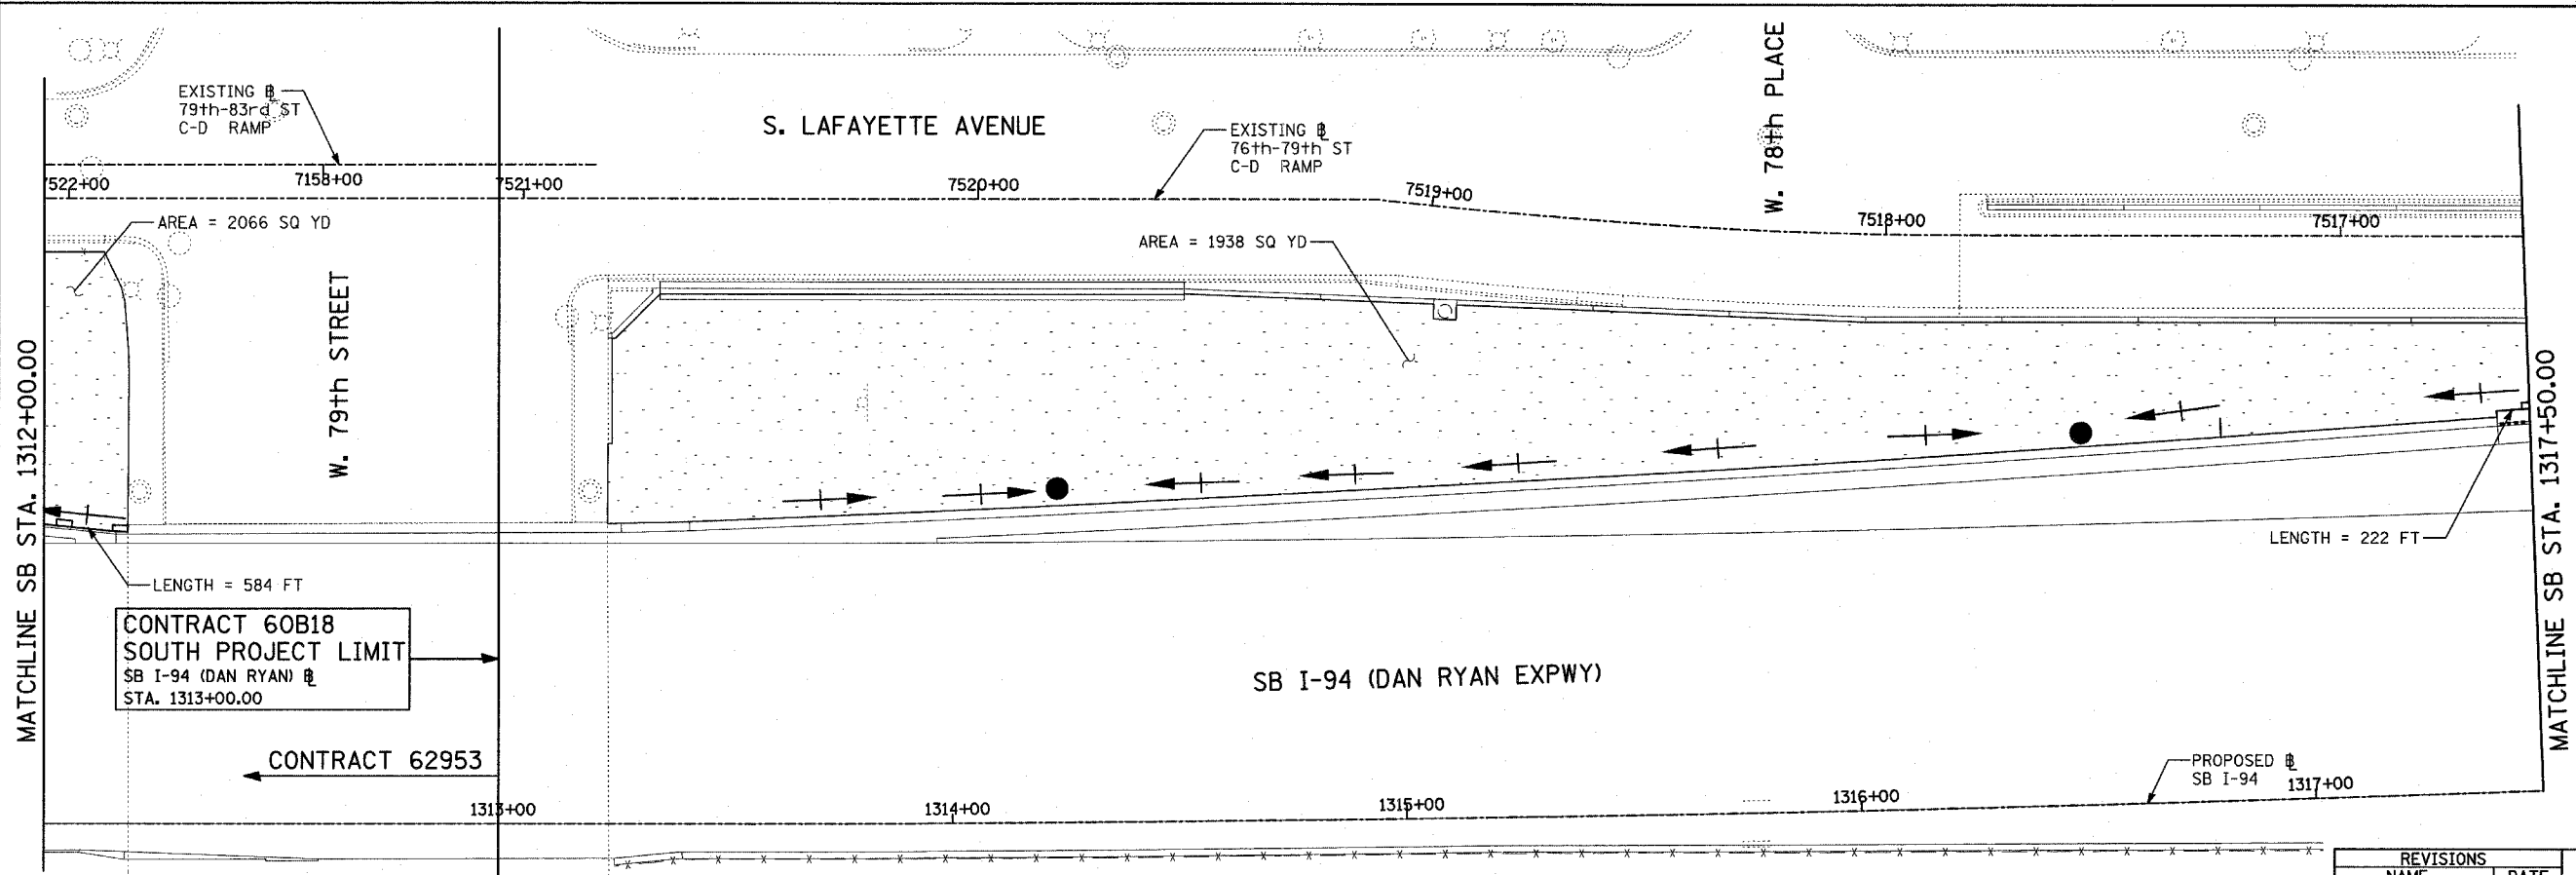 EXISTING ℄
79th-83rd ST
C-D RAMP
7522+00
7153+00
7521+00
S. LAFAYETTE AVENUE
7520+00
EXISTING ℄
76th-79th ST
C-D RAMP
7519+00
W. 78th PLACE
7518+00
7517+00
AREA = 2066 SQ YD
AREA = 1938 SQ YD
W. 79th STREET
MATCHLINE SB STA. 1312+00.00
MATCHLINE SB STA. 1317+50.00
LENGTH = 222 FT
LENGTH = 584 FT
CONTRACT 60B18
SOUTH PROJECT LIMIT
SB I-94 (DAN RYAN) ℄
STA. 1313+00.00
SB I-94 (DAN RYAN EXPWY)
CONTRACT 62953
PROPOSED ℄
SB I-94
1313+00
1314+00
1315+00
1316+00
1317+00
REVISIONS
NAME DATE